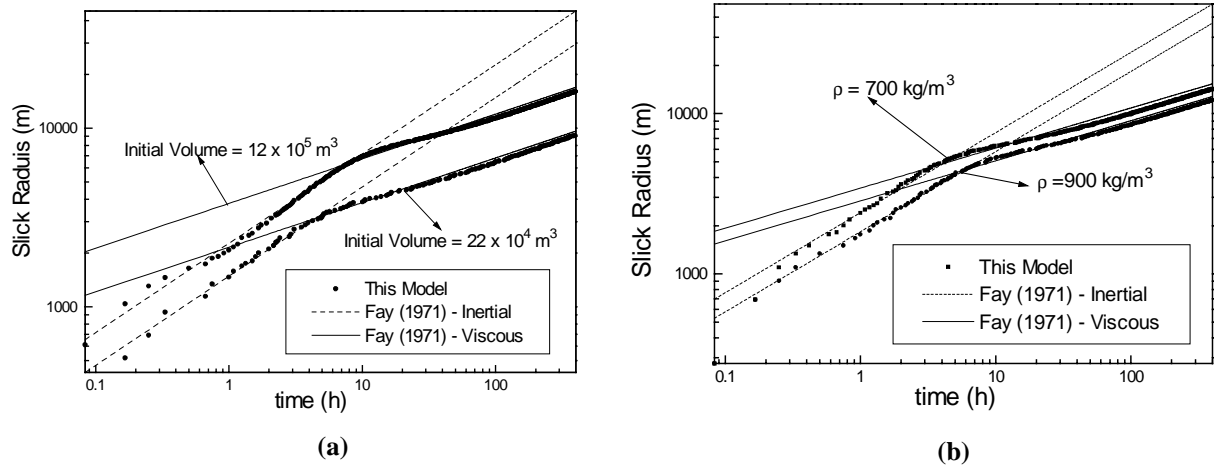 Slick Raduis (m)
10000
1000
Initial Volume = 12 x 10⁵ m³
Initial Volume = 22 x 10⁴ m³
This Model
Fay (1971) - Inertial
Fay (1971) - Viscous
0.1
1
10
100
time (h)
(a)
Slick Radius (m)
10000
1000
ρ = 700 kg/m³
ρ =900 kg/m³
This Model
Fay (1971) - Inertial
Fay (1971) - Viscous
0.1
1
10
100
time (h)
(b)